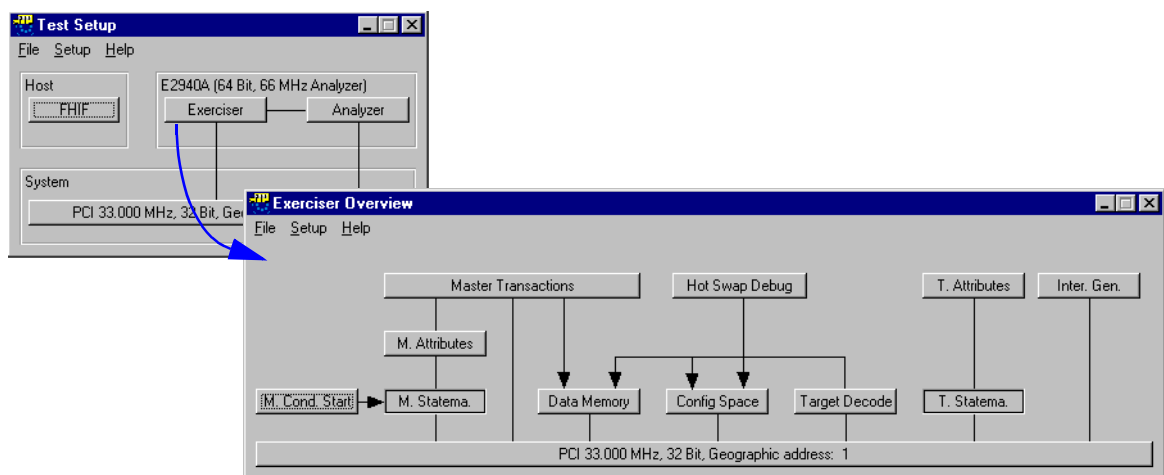 Test Setup
File Setup Help
Host
FHIF
E2940A (64 Bit, 66 MHz Analyzer)
Exerciser
Analyzer
System
PCI 33.000 MHz, 32 Bit, Geo
Exerciser Overview
File Setup Help
Master Transactions
Hot Swap Debug
T. Attributes
Inter. Gen.
M. Attributes
M. Cond. Start
M. Statema.
Data Memory
Config Space
Target Decode
T. Statema.
PCI 33.000 MHz, 32 Bit, Geographic address: 1